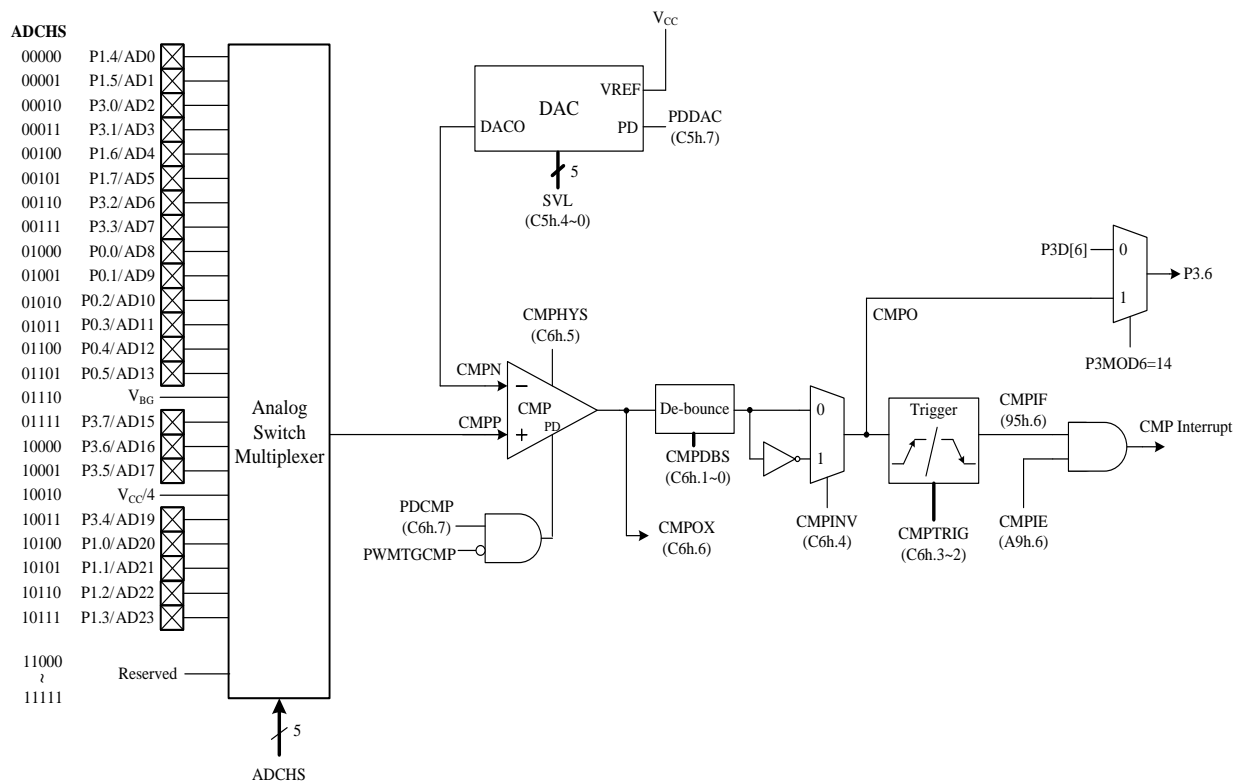 ADCHS
00000 P1.4/AD0
00001 P1.5/AD1
00010 P3.0/AD2
00011 P3.1/AD3
00100 P1.6/AD4
00101 P1.7/AD5
00110 P3.2/AD6
00111 P3.3/AD7
01000 P0.0/AD8
01001 P0.1/AD9
01010 P0.2/AD10
01011 P0.3/AD11
01100 P0.4/AD12
01101 P0.5/AD13
01110 VBG
01111 P3.7/AD15
10000 P3.6/AD16
10001 P3.5/AD17
10010 VCC/4
10011 P3.4/AD19
10100 P1.0/AD20
10101 P1.1/AD21
10110 P1.2/AD22
10111 P1.3/AD23
11000
~
11111
Reserved
Analog
Switch
Multiplexer
5
ADCHS
VCC
VREF
DAC
DACO
PD
PDDAC
(C5h.7)
5
SVL
(C5h.4~0)
CMPHYS
(C6h.5)
CMPN
−
CMP
PD
CMPP
+
PDCMP
(C6h.7)
PWMTGCMP
De-bounce
CMPDBS
(C6h.1~0)
CMPOX
(C6h.6)
0
1
CMPINV
(C6h.4)
CMPO
Trigger
CMPTRIG
(C6h.3~2)
CMPIF
(95h.6)
CMPIE
(A9h.6)
CMP Interrupt
P3D[6]
0
1
P3.6
P3MOD6=14